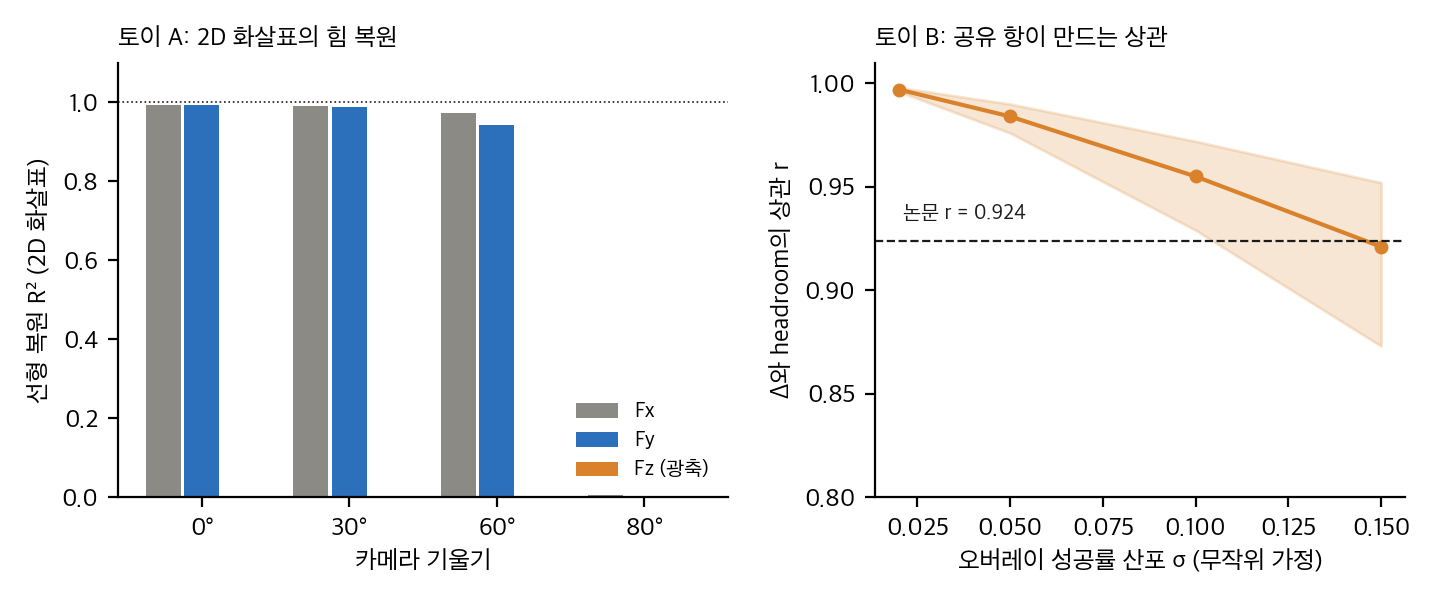 토이 A: 2D 화살표의 힘 복원
선형 복원 R² (2D 화살표)
1.0
0.8
0.6
0.4
0.2
0.0
Fx
Fy
Fz (광축)
0°
30°
60°
80°
카메라 기울기
토이 B: 공유 항이 만드는 상관
Δ와 headroom의 상관 r
1.00
0.95
0.90
0.85
0.80
논문 r = 0.924
0.025
0.050
0.075
0.100
0.125
0.150
오버레이 성공률 산포 σ (무작위 가정)